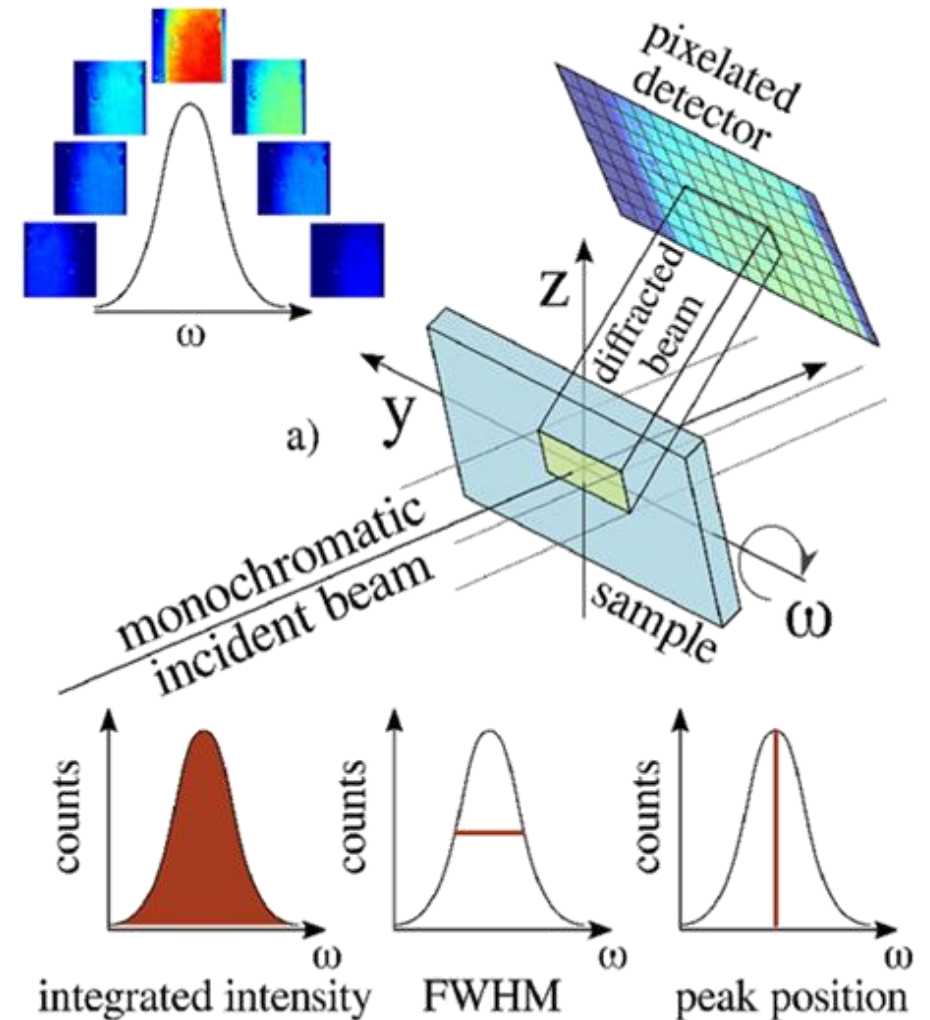 pixelated
detector
ω
z
diffracted
beam
y
a)
monochromatic
incident beam
sample
ω
counts
ω
integrated intensity
counts
ω
FWHM
counts
ω
peak position